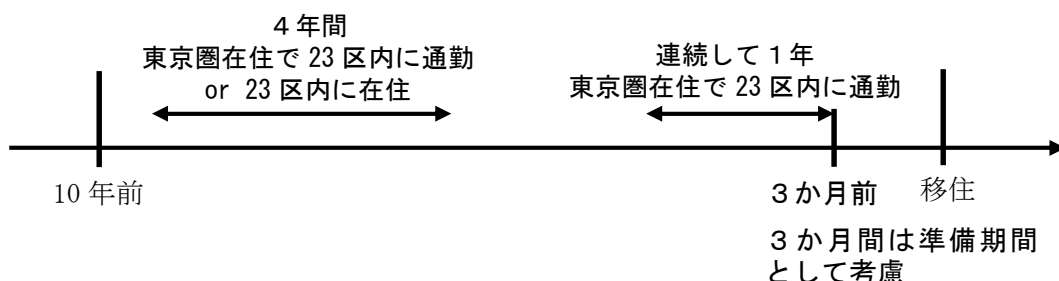 ４年間
東京圏在住で 23 区内に通勤
or 23 区内に在住
連続して１年
東京圏在住で 23 区内に通勤
10 年前
３か月前
移住
３か月間は準備期間
として考慮